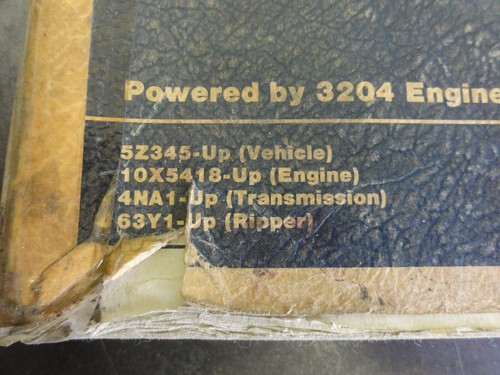 Powered by 3204 Engine
5Z345-Up (Vehicle)
10X5418-Up (Engine)
4NA1-Up (Transmission)
63Y1-Up (Ripper)